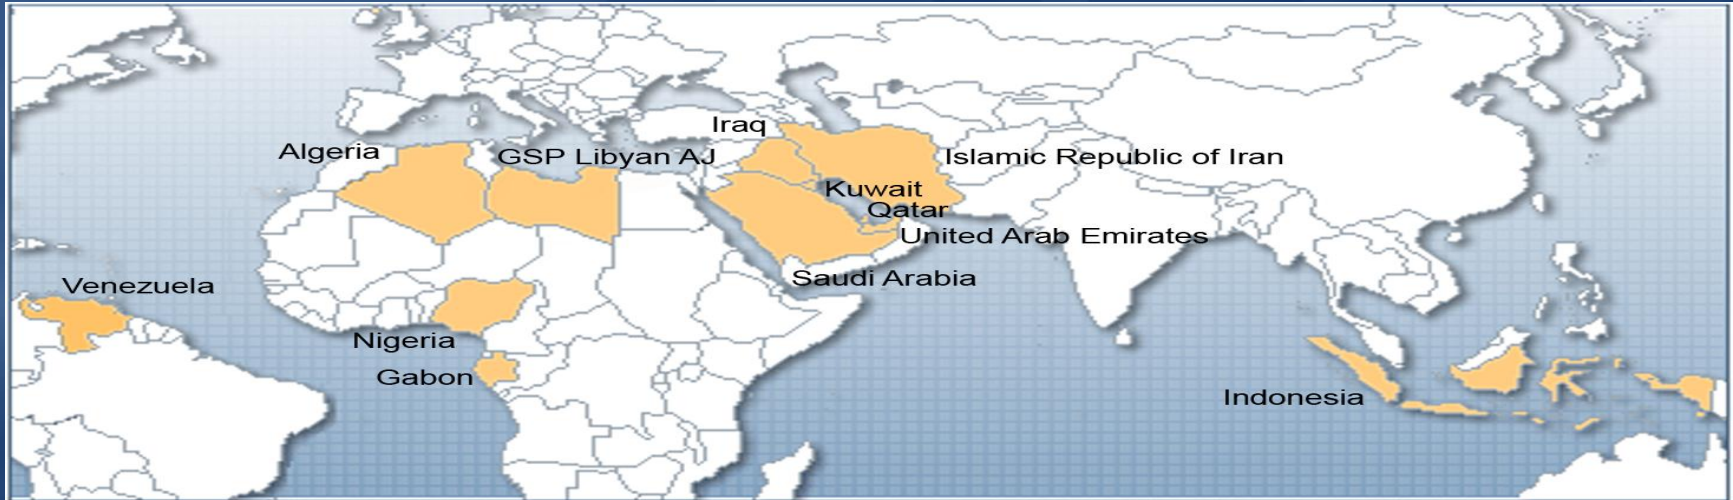 Iraq
Algeria
GSP Libyan AJ
Islamic Republic of Iran
Kuwait
Qatar
United Arab Emirates
Saudi Arabia
Venezuela
Nigeria
Gabon
Indonesia